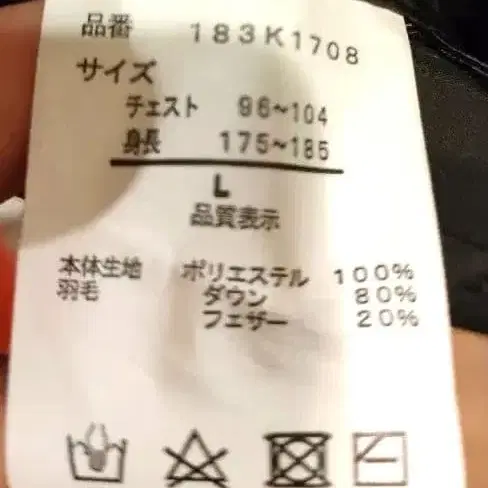 品番 183K1708
サイズ
チェスト 96~104
身長 175~185
L
品質表示
本体生地 ポリエステル 100%
羽毛 ダウン 80%
フェザー 20%